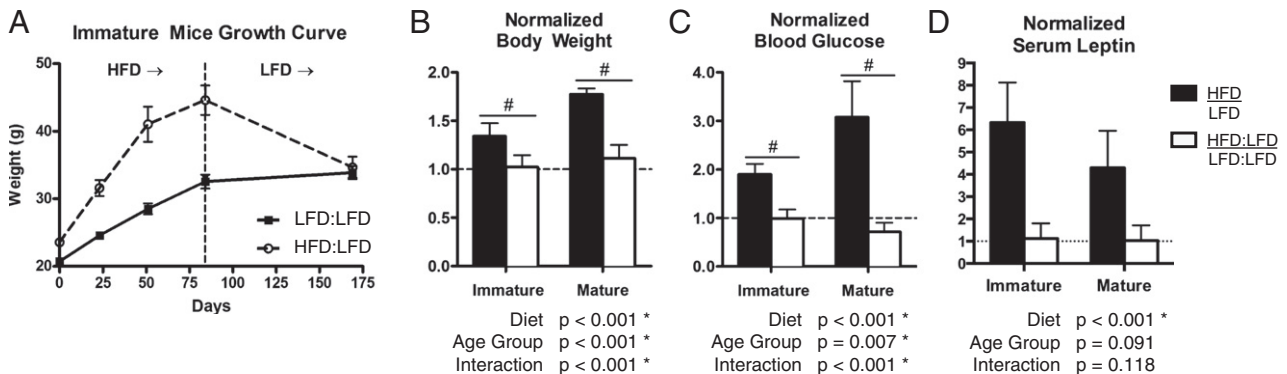 A
Immature Mice Growth Curve
HFD →
LFD →
50
40
30
20
Weight (g)
0
25
50
75
100
125
150
175
Days
LFD:LFD
HFD:LFD
B
Normalized
Body Weight
2.0
1.5
1.0
0.5
0.0
#
#
Immature
Mature
Diet p < 0.001 *
Age Group p < 0.001 *
Interaction p < 0.001 *
C
Normalized
Blood Glucose
4.0
3.0
2.0
1.0
0.0
#
#
Immature
Mature
Diet p < 0.001 *
Age Group p = 0.007 *
Interaction p < 0.001 *
D
Normalized
Serum Leptin
9
8
7
6
5
4
3
2
1
0
Immature
Mature
Diet p < 0.001 *
Age Group p = 0.091
Interaction p = 0.118
HFD
LFD
HFD:LFD
LFD:LFD